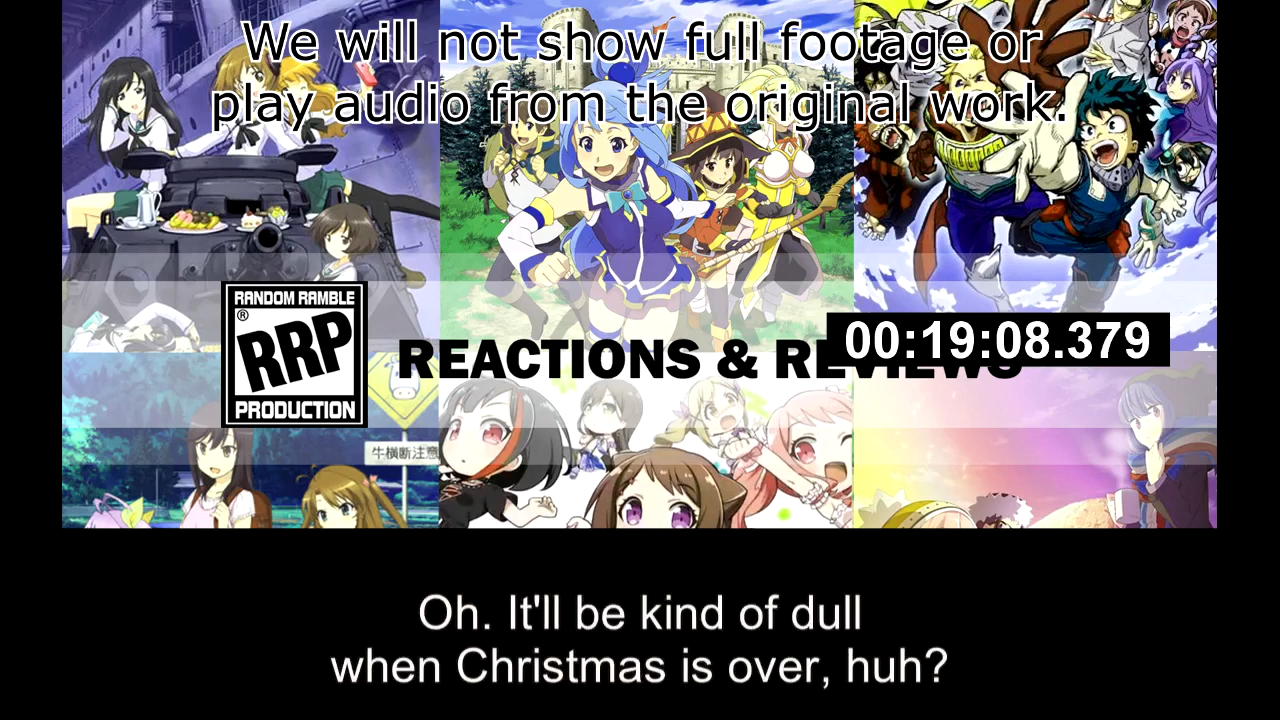 We will not show full footage or
play audio from the original work.
RANDOM RAMBLE
®
RRP
PRODUCTION
REACTIONS & REVIEWS
00:19:08.379
牛横断注意
Oh. It'll be kind of dull
when Christmas is over, huh?